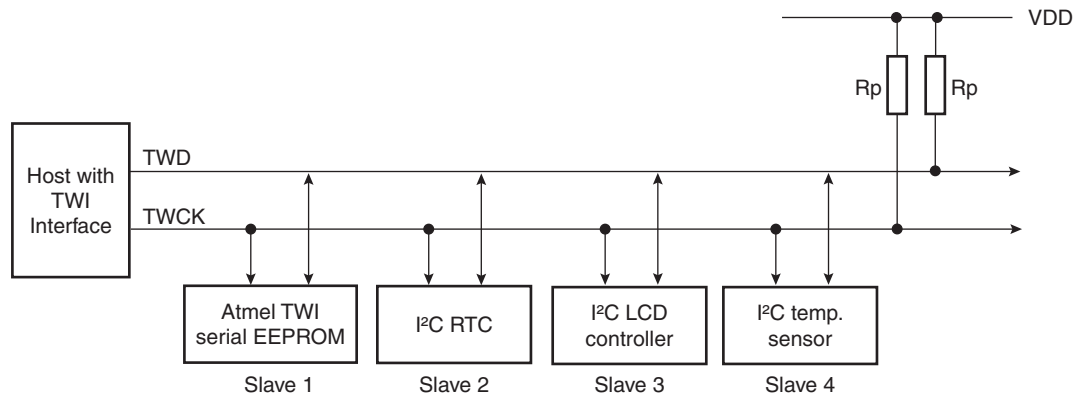 VDD
Rp
Rp
Host with
TWI
Interface
TWD
TWCK
Atmel TWI
serial EEPROM
I²C RTC
I²C LCD
controller
I²C temp.
sensor
Slave 1
Slave 2
Slave 3
Slave 4